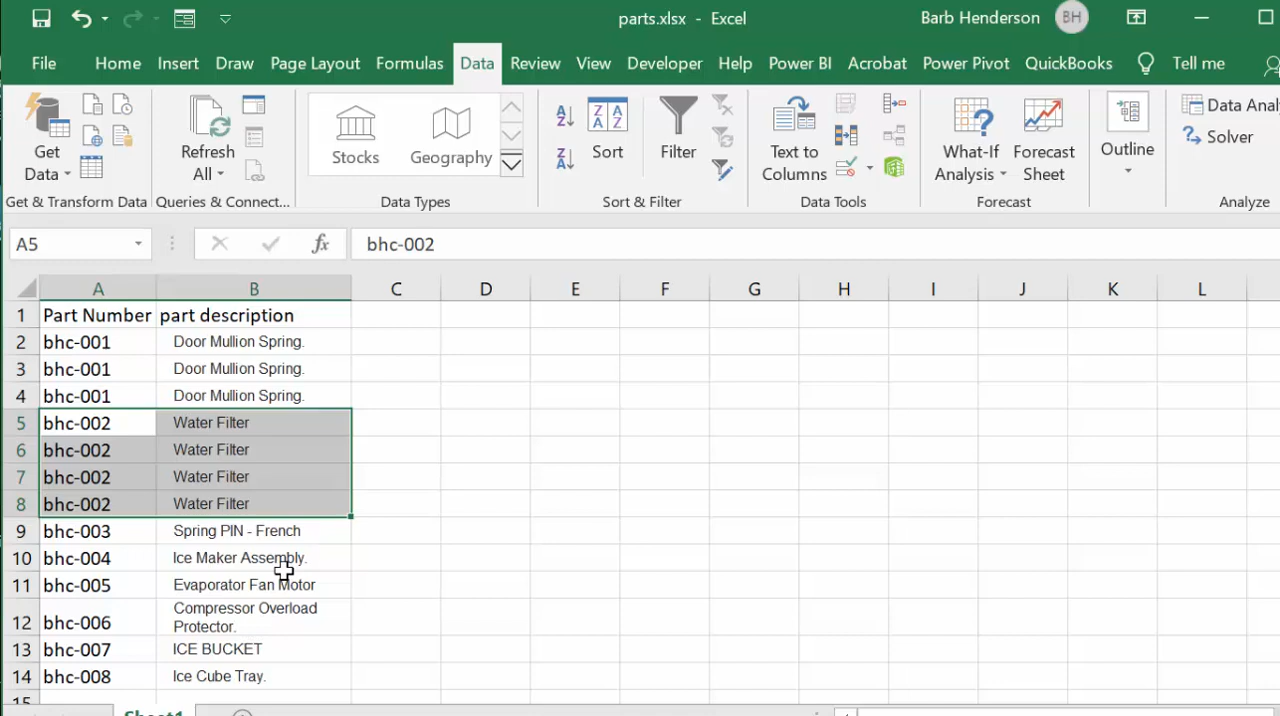 parts.xlsx - Excel
Barb Henderson
BH
File Home Insert Draw Page Layout Formulas Data Review View Developer Help Power BI Acrobat Power Pivot QuickBooks Tell me
Get Data
Refresh All
Stocks
Geography
Sort
Filter
Text to Columns
What-If Analysis
Forecast Sheet
Outline
Data Anal
Solver
Get & Transform Data
Queries & Connect...
Data Types
Sort & Filter
Data Tools
Forecast
Analyze
A5
fx
bhc-002
A B C D E F G H I J K L
1 Part Number part description
2 bhc-001 Door Mullion Spring.
3 bhc-001 Door Mullion Spring.
4 bhc-001 Door Mullion Spring.
5 bhc-002 Water Filter
6 bhc-002 Water Filter
7 bhc-002 Water Filter
8 bhc-002 Water Filter
9 bhc-003 Spring PIN - French
10 bhc-004 Ice Maker Assembly.
11 bhc-005 Evaporator Fan Motor
12 bhc-006 Compressor Overload
Protector.
13 bhc-007 ICE BUCKET
14 bhc-008 Ice Cube Tray.
15
Sheet1